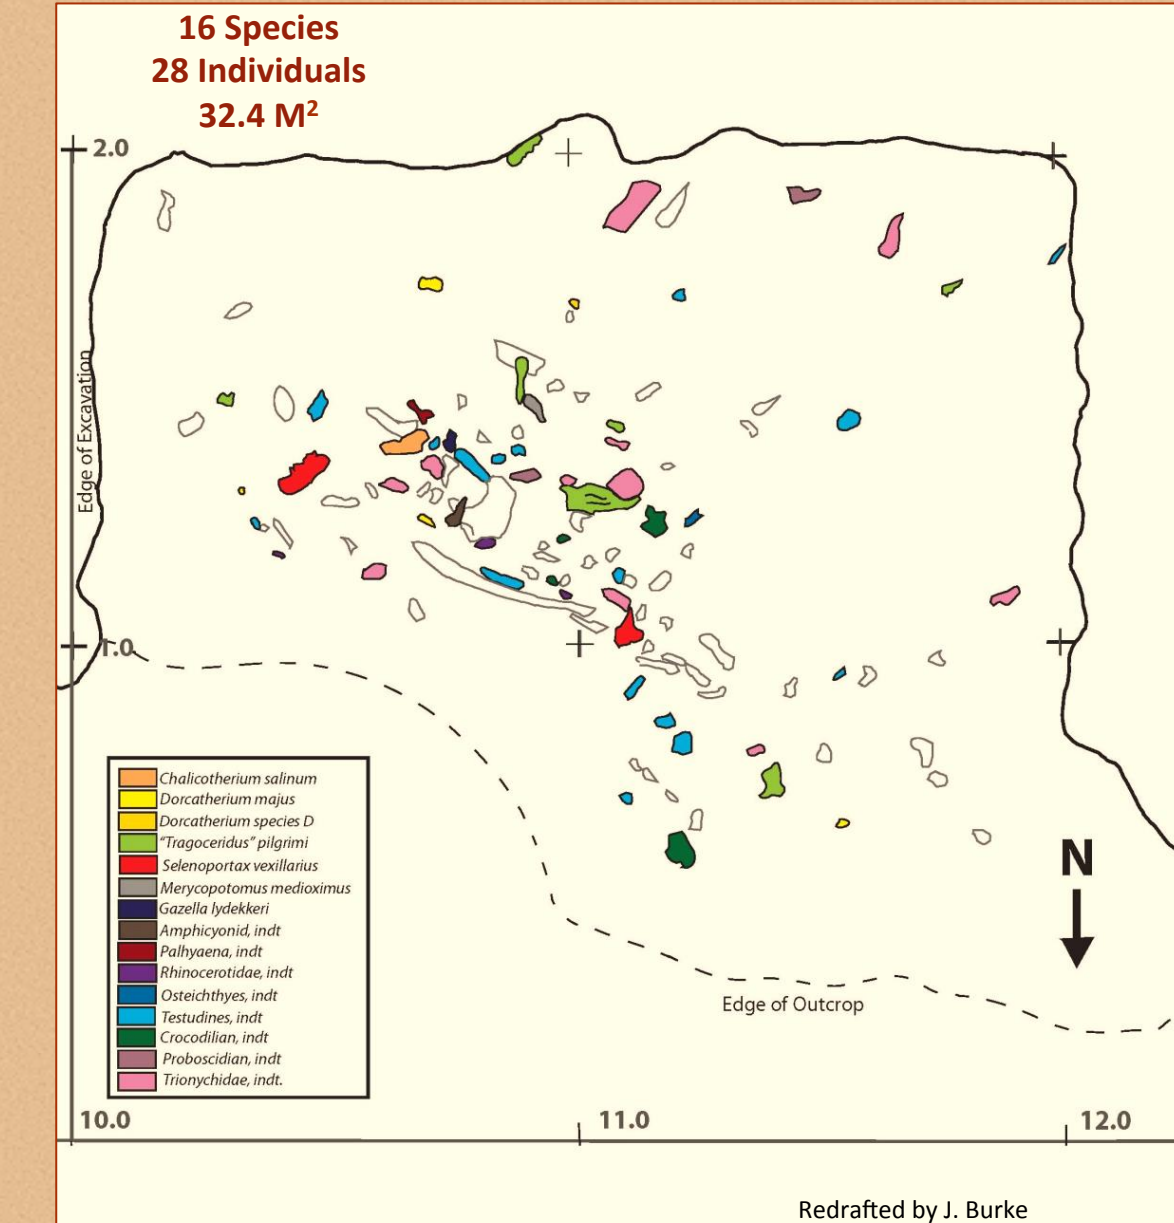 16 Species
28 Individuals
32.4 M²
2.0
Edge of Excavation
1.0
Chalicotherium salinum
Dorcatherium majus
Dorcatherium species D
"Tragoceridus" pilgrimi
Selenoportax vexillarius
Merycopotomus medioximus
Gazella lydekkeri
Amphicyonid, indt
Palhyaena, indt
Rhinocerotidae, indt
Osteichthyes, indt
Testudines, indt
Crocodilian, indt
Proboscidian, indt
Trionychidae, indt.
N
Edge of Outcrop
10.0
11.0
12.0
Redrafted by J. Burke